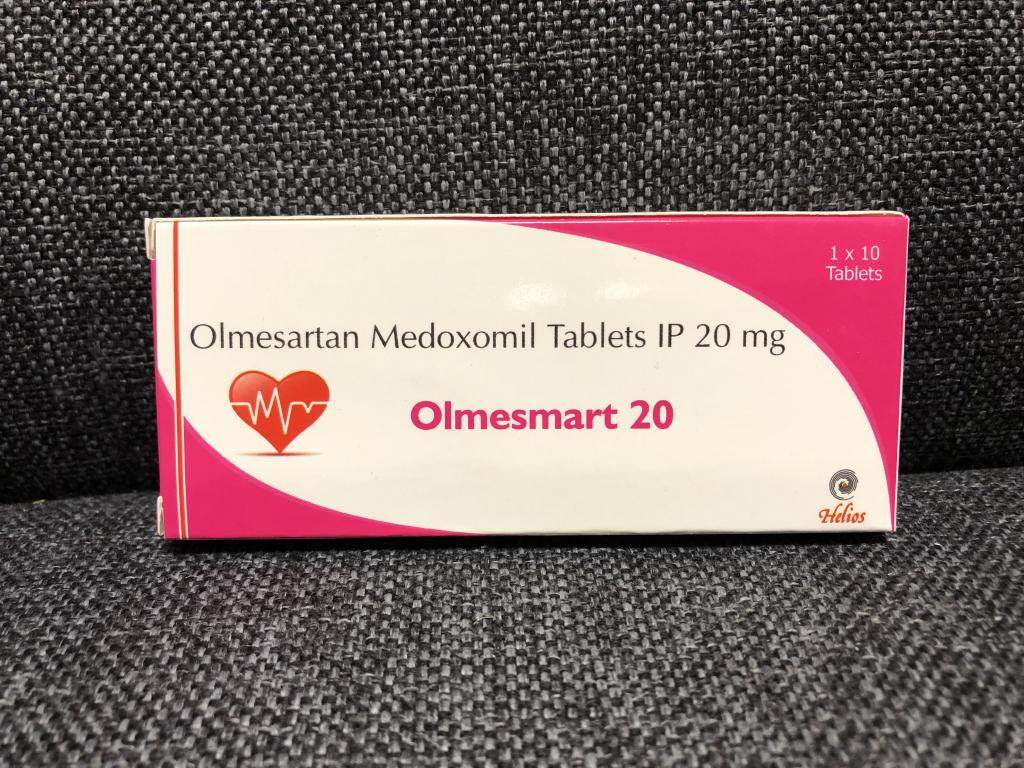 1 x 10
Tablets
Olmesartan Medoxomil Tablets IP 20 mg
Olmesmart 20
Helios